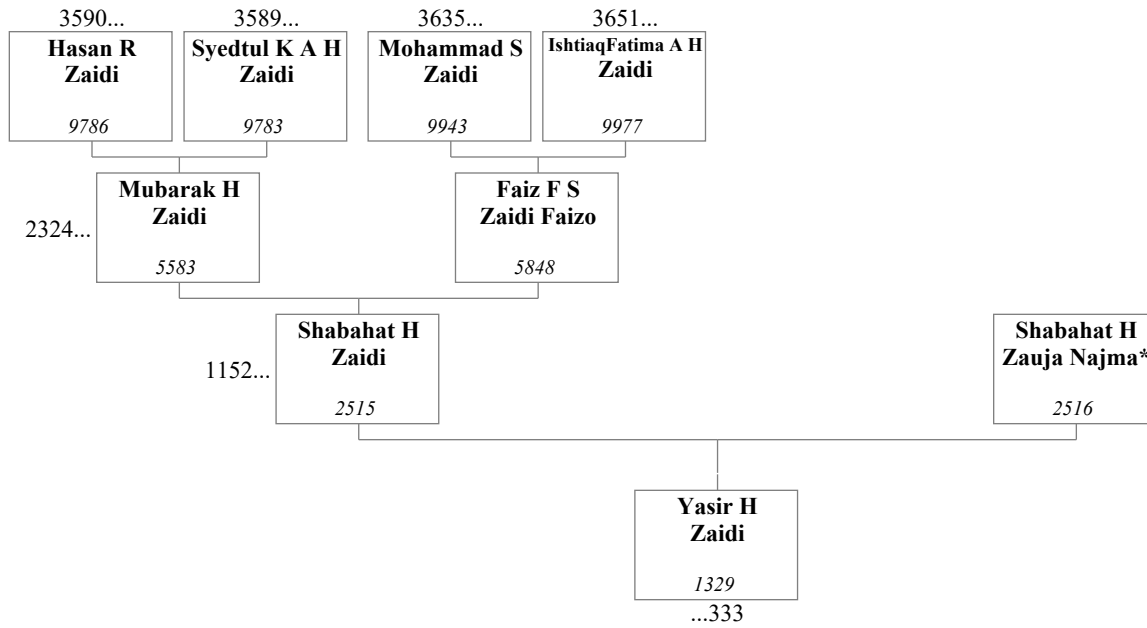 3590...
3589...
3635...
3651...
Hasan R
Zaidi
9786
Syedtul K A H
Zaidi
9783
Mohammad S
Zaidi
9943
IshtiaqFatima A H
Zaidi
9977
2324...
Mubarak H
Zaidi
5583
Faiz F S
Zaidi Faizo
5848
1152...
Shabahat H
Zaidi
2515
Shabahat H
Zauja Najma*
2516
Yasir H
Zaidi
1329
...333